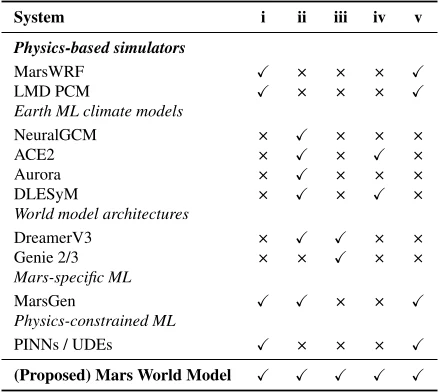 System i ii iii iv v
Physics-based simulators
MarsWRF ✓ × × × ✓
LMD PCM ✓ × × × ✓
Earth ML climate models
NeuralGCM × ✓ × × ×
ACE2 × ✓ × ✓ ×
Aurora × ✓ × × ×
DLESyM × ✓ × ✓ ×
World model architectures
DreamerV3 × ✓ ✓ × ×
Genie 2/3 × × ✓ × ×
Mars-specific ML
MarsGen ✓ ✓ × × ✓
Physics-constrained ML
PINNs / UDEs ✓ × × × ✓
(Proposed) Mars World Model ✓ ✓ ✓ ✓ ✓